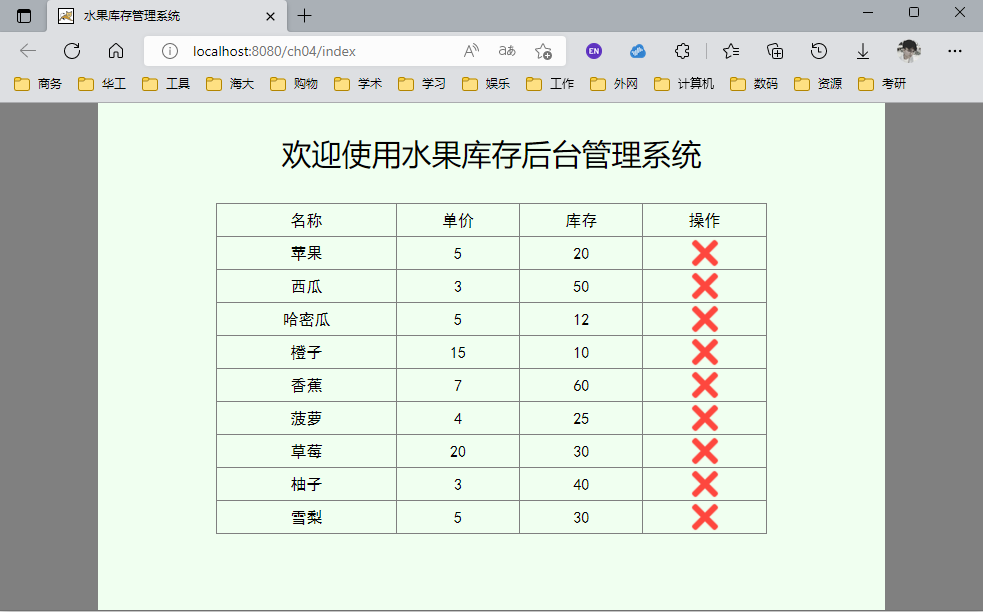 水果库存管理系统
localhost:8080/ch04/index
A
aあ
EN
商务 华工 工具 海大 购物 学术 学习 娱乐 工作 外网 计算机 数码 资源 考研
欢迎使用水果库存后台管理系统
名称 单价 库存 操作
苹果 5 20
西瓜 3 50
哈密瓜 5 12
橙子 15 10
香蕉 7 60
菠萝 4 25
草莓 20 30
柚子 3 40
雪梨 5 30